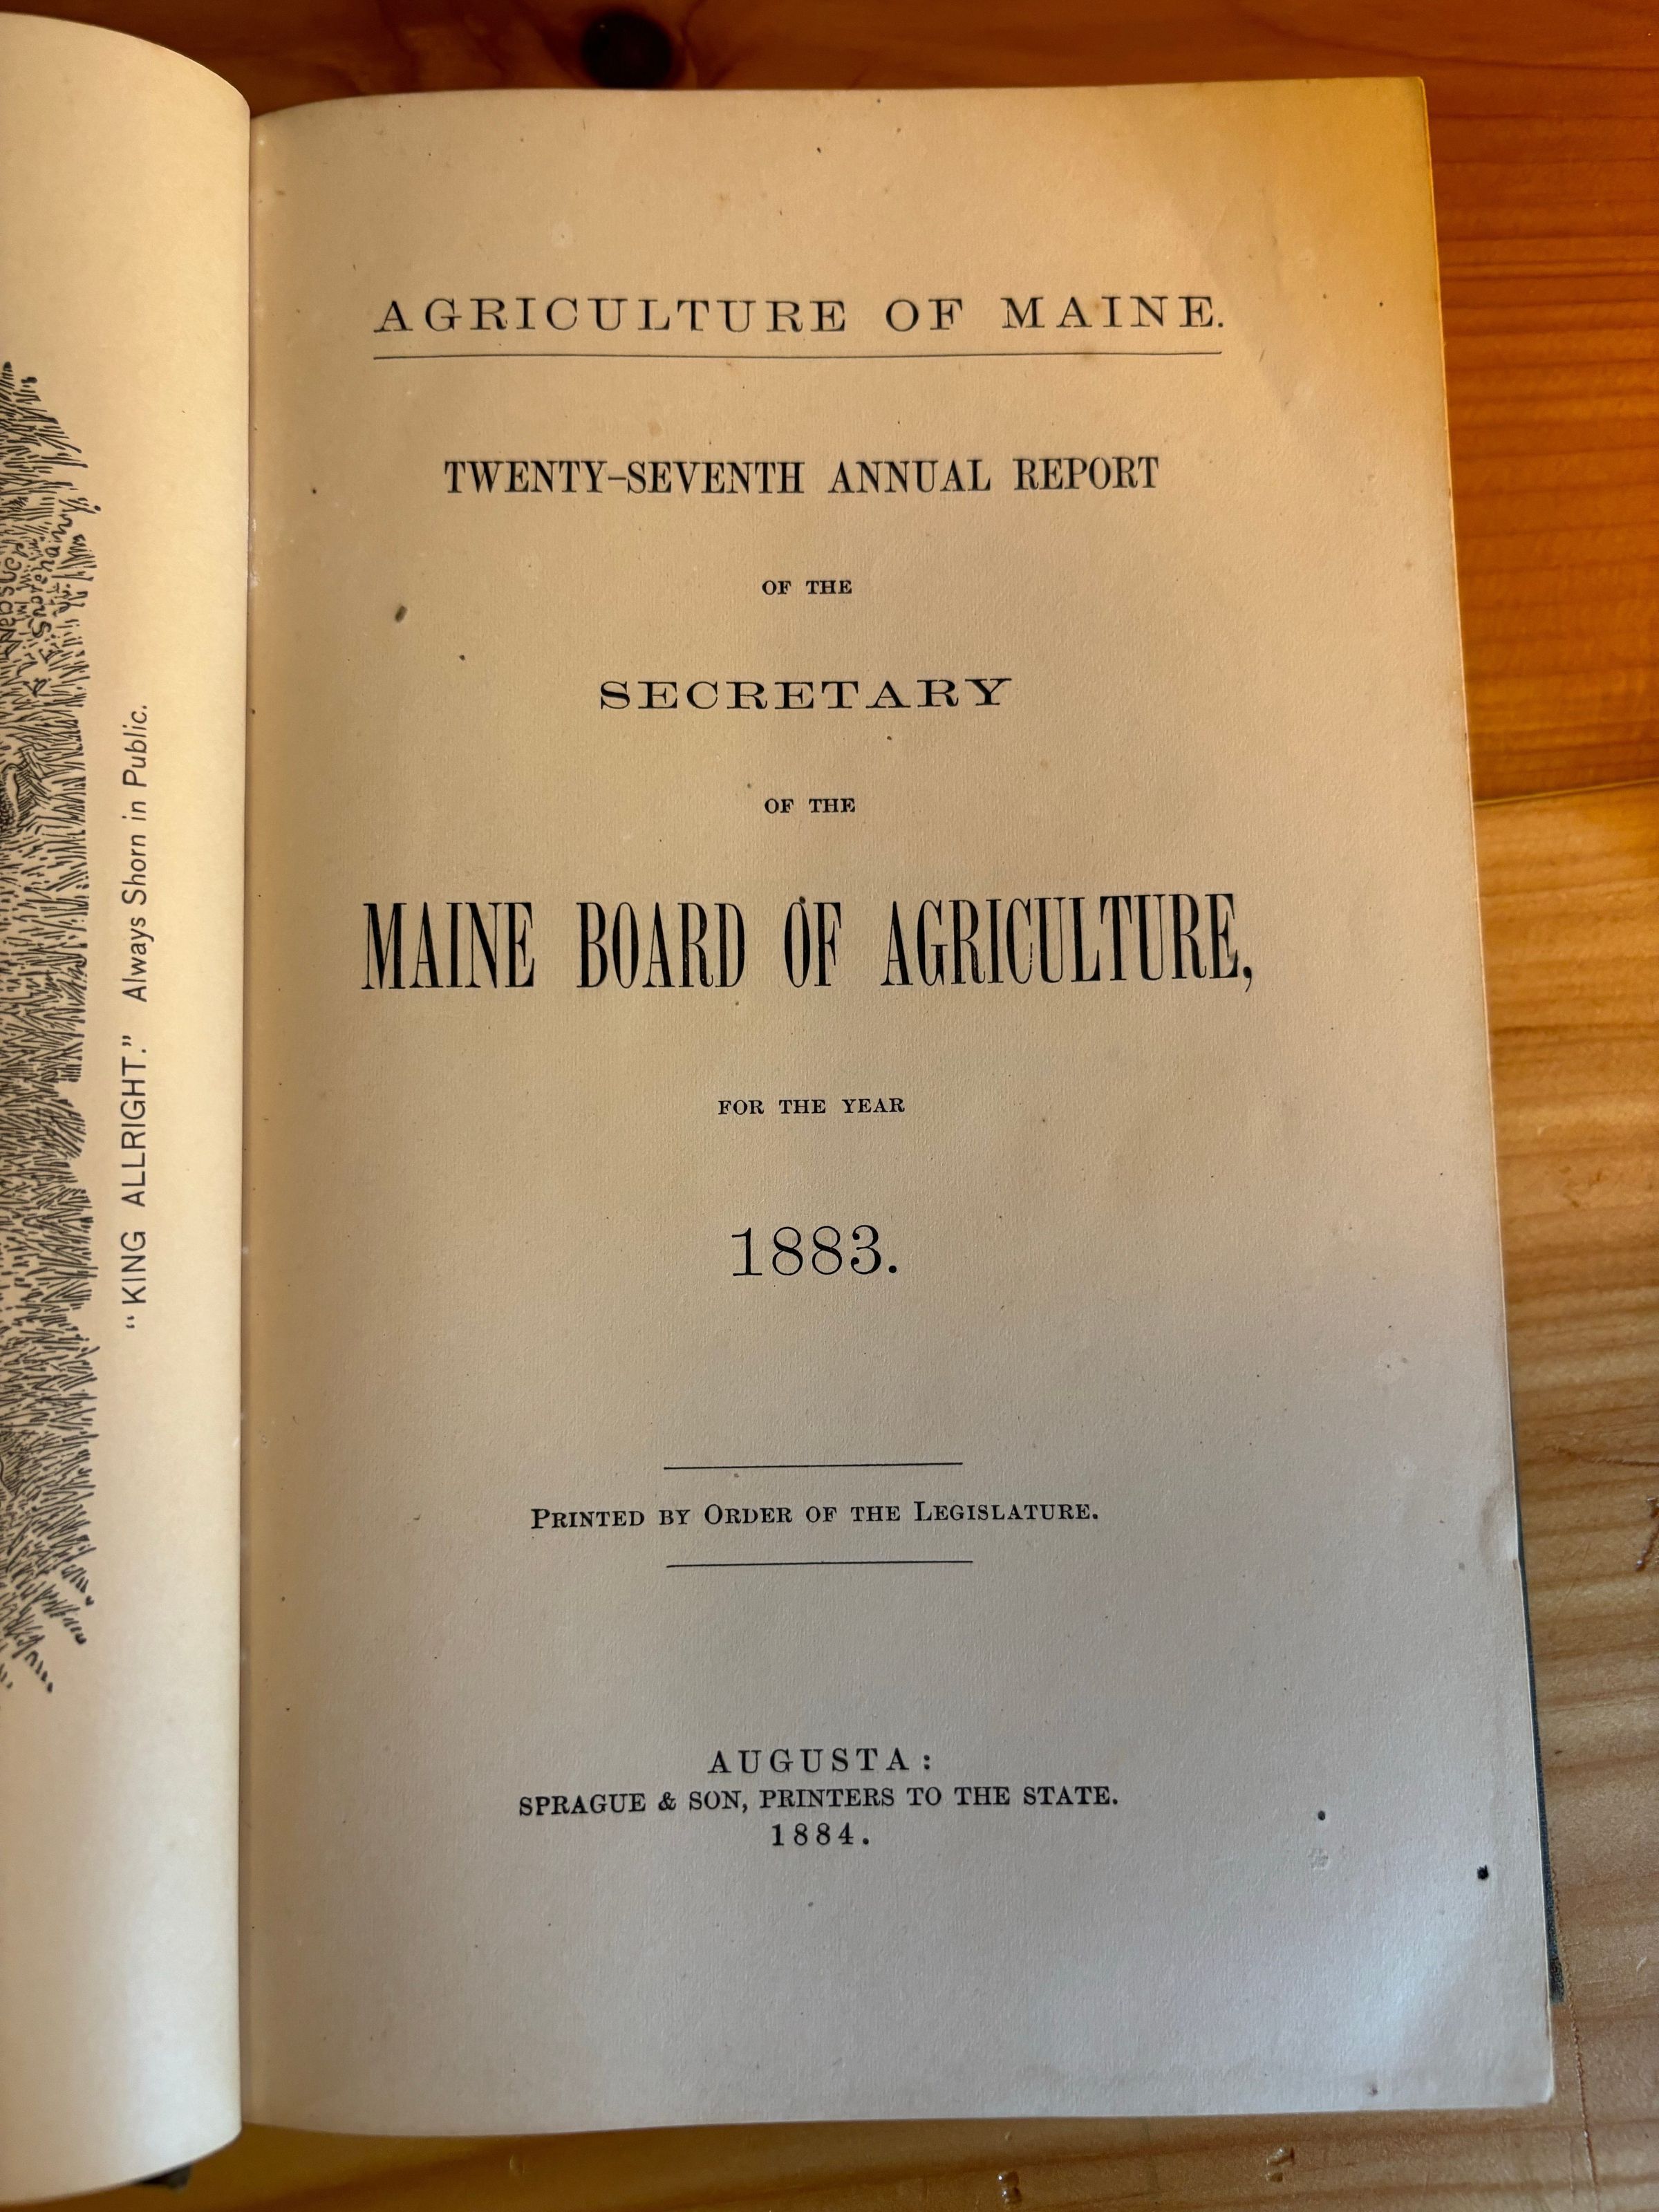 "KING ALLRIGHT." Always Shorn in Public.
AGRICULTURE OF MAINE.
TWENTY-SEVENTH ANNUAL REPORT
OF THE
SECRETARY
OF THE
MAINE BOARD OF AGRICULTURE,
FOR THE YEAR
1883.
PRINTED BY ORDER OF THE LEGISLATURE.
AUGUSTA:
SPRAGUE & SON, PRINTERS TO THE STATE.
1884.